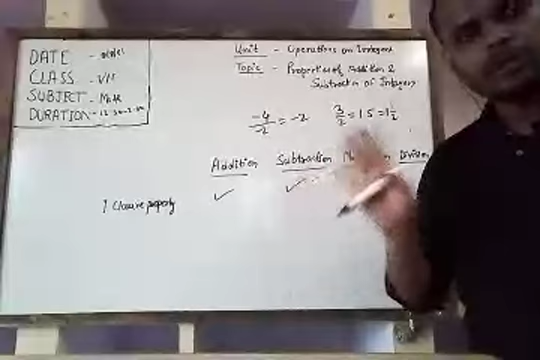 DATE -
CLASS - VII
SUBJECT - Math
DURATION -
Unit - Operations on Integers
Topic - Properties of Addition &
Subtraction of Integers
-4/-2 = -2 3/2 = 1.5 = 1 1/2
Addition Subtraction Division
1 Closure property ✓ ✓